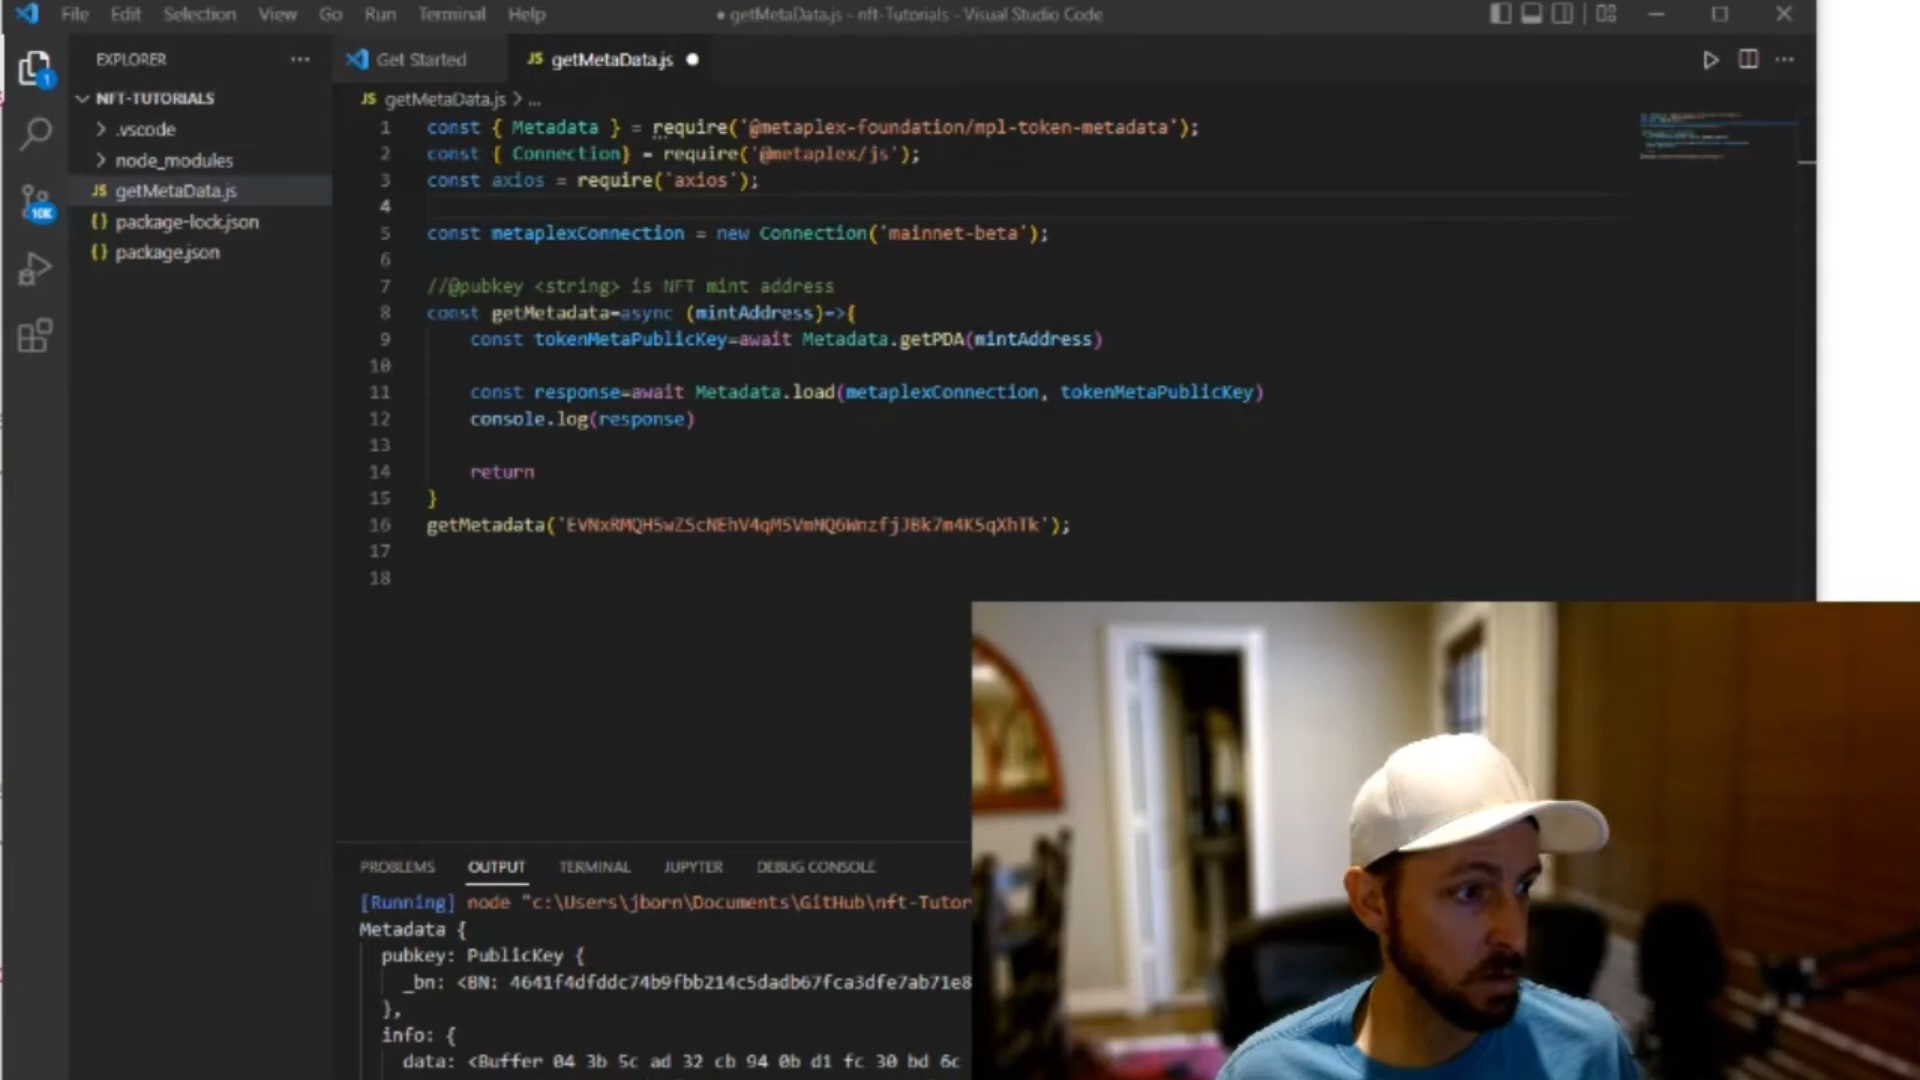 File Edit Selection View Go Run Terminal Help
● getMetaData.js - nft-Tutorials - Visual Studio Code
EXPLORER
NFT-TUTORIALS
.vscode
node_modules
JS getMetaData.js
{} package-lock.json
{} package.json
1
10K
Get Started
JS getMetaData.js ●
JS getMetaData.js > ...
1 const { Metadata } = require('@metaplex-foundation/mpl-token-metadata');
2 const { Connection} = require('@metaplex/js');
3 const axios = require('axios');
4
5 const metaplexConnection = new Connection('mainnet-beta');
6
7 //@pubkey <string> is NFT mint address
8 const getMetadata=async (mintAddress)=>{
9 const tokenMetaPublicKey=await Metadata.getPDA(mintAddress)
10
11 const response=await Metadata.load(metaplexConnection, tokenMetaPublicKey)
12 console.log(response)
13
14 return
15 }
16 getMetadata('');
17
18
PROBLEMS OUTPUT TERMINAL JUPYTER DEBUG CONSOLE
[Running] node "c:\Users\jborn\Documents\GitHub\nft-Tutor
Metadata {
pubkey: PublicKey {
_bn: <BN: 4641f4dfddc74b9fbb214c5dadb67fca3dfe7ab71e8
},
info: {
data: <Buffer 04 3b 5c ad 32 cb 94 0b d1 fc 30 bd 6c